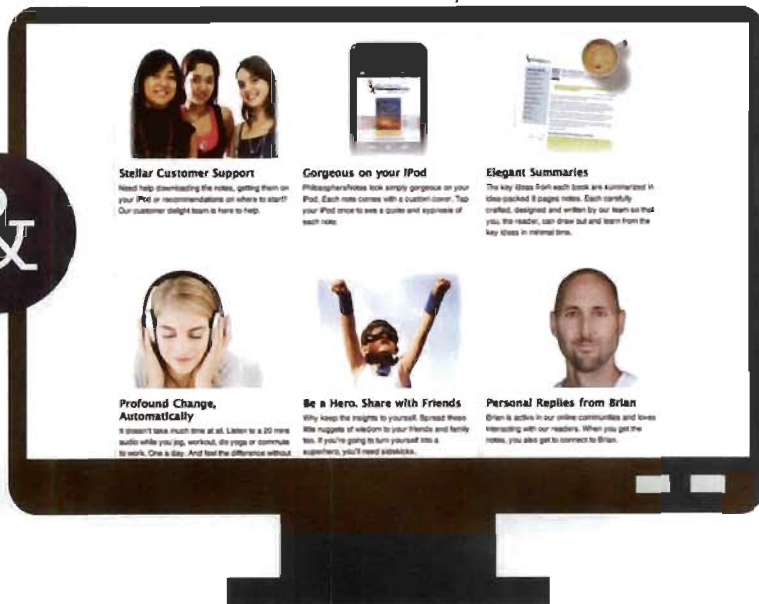 &
Stellar Customer Support
Need help downloading the notes, getting them on
your iPod or recommendations on where to start?
Our customer delight team is here to help.
Gorgeous on your iPod
PhilosophersNotes look simply gorgeous on your
iPod. Each note comes with a custom cover. Tap
your iPod once to see a quote and synopsis of
each note.
Elegant Summaries
The key ideas from each book are summarized in
idea-packed 6 pages notes. Each carefully
crafted, designed and written by our team so that
you, the reader, can draw out and learn from the
key ideas in minimal time.
Profound Change,
Automatically
It doesn't take much time at all. Listen to a 20 mins
audio while you jog, workout, do yoga or commute
to work. One a day. And feel the difference without
Be a Hero. Share with Friends
Why keep the insights to yourself. Spread these
little nuggets of wisdom to your friends and family
too. If you're going to turn yourself into a
superhero, you'll need sidekicks.
Personal Replies from Brian
Brian is active in our online communities and loves
interacting with our readers. When you get the
notes, you also get to connect to Brian.